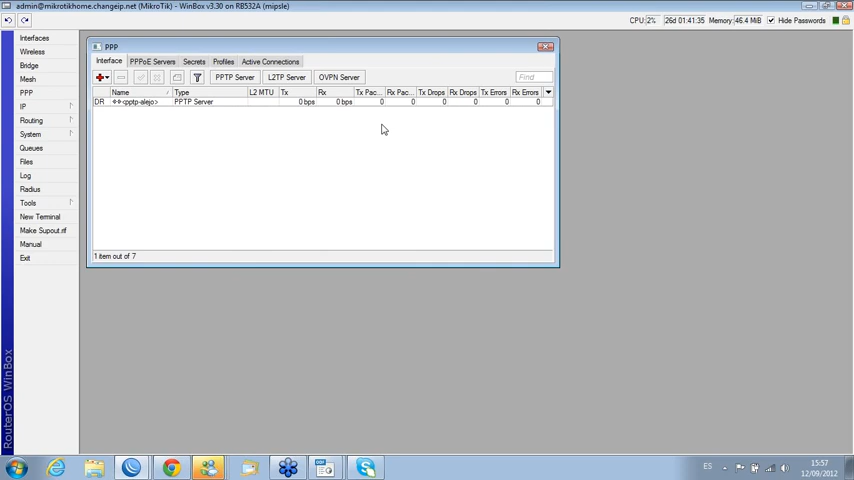 admin@mikrotikhome.changeip.net (MikroTik) - WinBox v3.30 on RB532A (mipsle)
CPU: 2% 26d 01:41:35 Memory: 46.4 MiB Hide Passwords
Interfaces
Wireless
Bridge
Mesh
PPP
IP
Routing
System
Queues
Files
Log
Radius
Tools
New Terminal
Make Supout.rif
Manual
Exit
RouterOS WinBox
PPP
Interface PPPoE Servers Secrets Profiles Active Connections
PPTP Server L2TP Server OVPN Server Find
Name Type L2 MTU Tx Rx Tx Pac... Rx Pac... Tx Drops Rx Drops Tx Errors Rx Errors
DR <pptp-alejo> PPTP Server 0 bps 0 bps 0 0 0 0 0 0
1 item out of 7
ES 15:57
12/09/2012